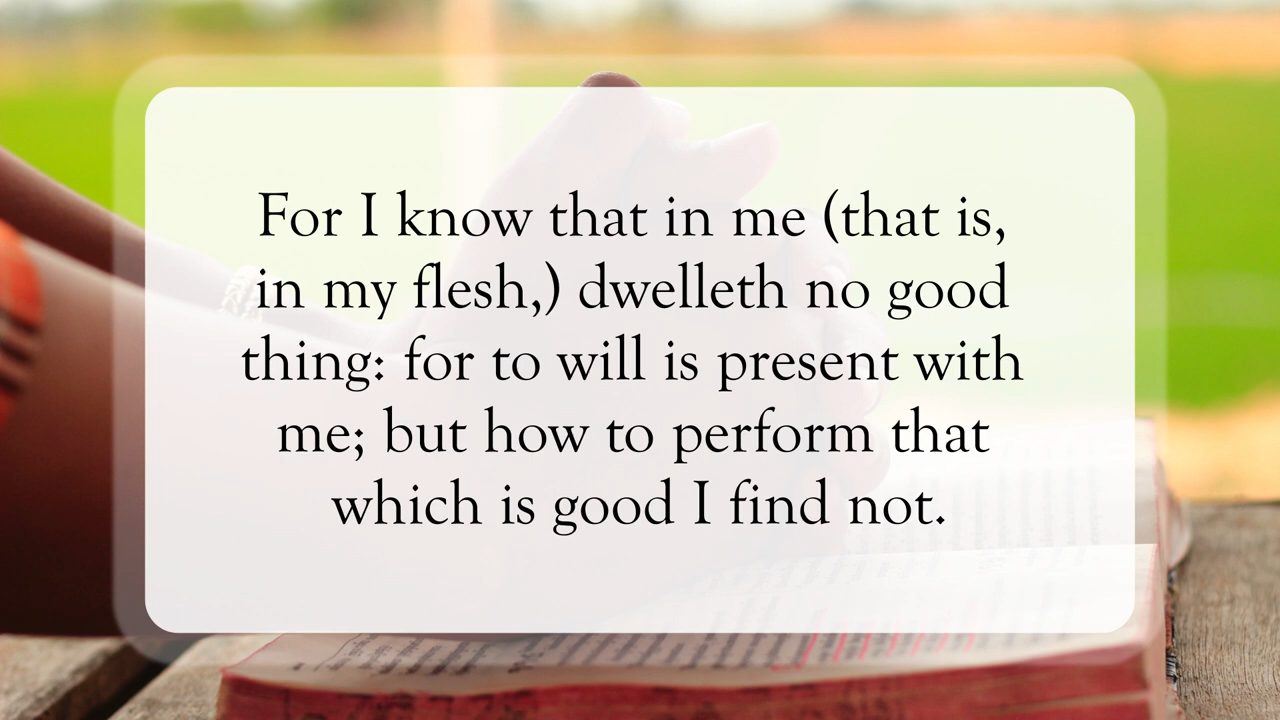 For I know that in me (that is,
in my flesh,) dwelleth no good
thing: for to will is present with
me; but how to perform that
which is good I find not.